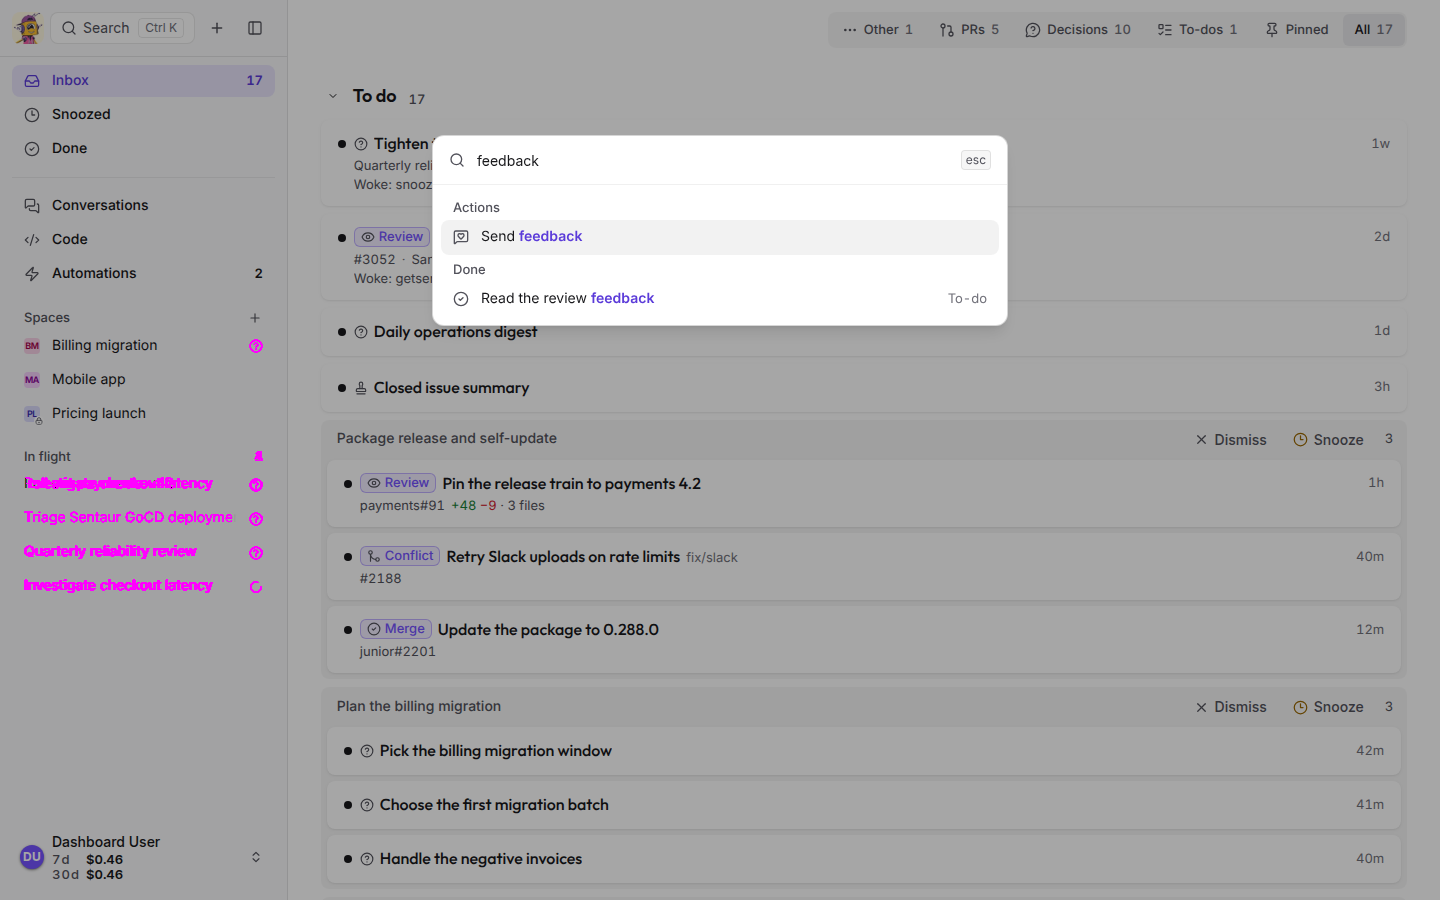 Search Ctrl K
Inbox 17
Snoozed
Done
Conversations
Code
Automations 2
Spaces
BM Billing migration
MA Mobile app
PL Pricing launch
In flight
Triage Sentaur GoCD deployme
Quarterly reliability review
Investigate checkout latency
DU Dashboard User
7d $0.46
30d $0.46
Other 1 PRs 5 Decisions 10 To-dos 1 Pinned All 17
To do 17
Tighten 1w
Quarterly reli
Woke: snooz
Review 2d
#3052 · Sar
Woke: getser
feedback esc
Actions
Send feedback
Done
Read the review feedback To-do
Daily operations digest 1d
Closed issue summary 3h
Package release and self-update Dismiss Snooze 3
Review Pin the release train to payments 4.2 1h
payments#91 +48 −9 · 3 files
Conflict Retry Slack uploads on rate limits fix/slack 40m
#2188
Merge Update the package to 0.288.0 12m
junior#2201
Plan the billing migration Dismiss Snooze 3
Pick the billing migration window 42m
Choose the first migration batch 41m
Handle the negative invoices 40m